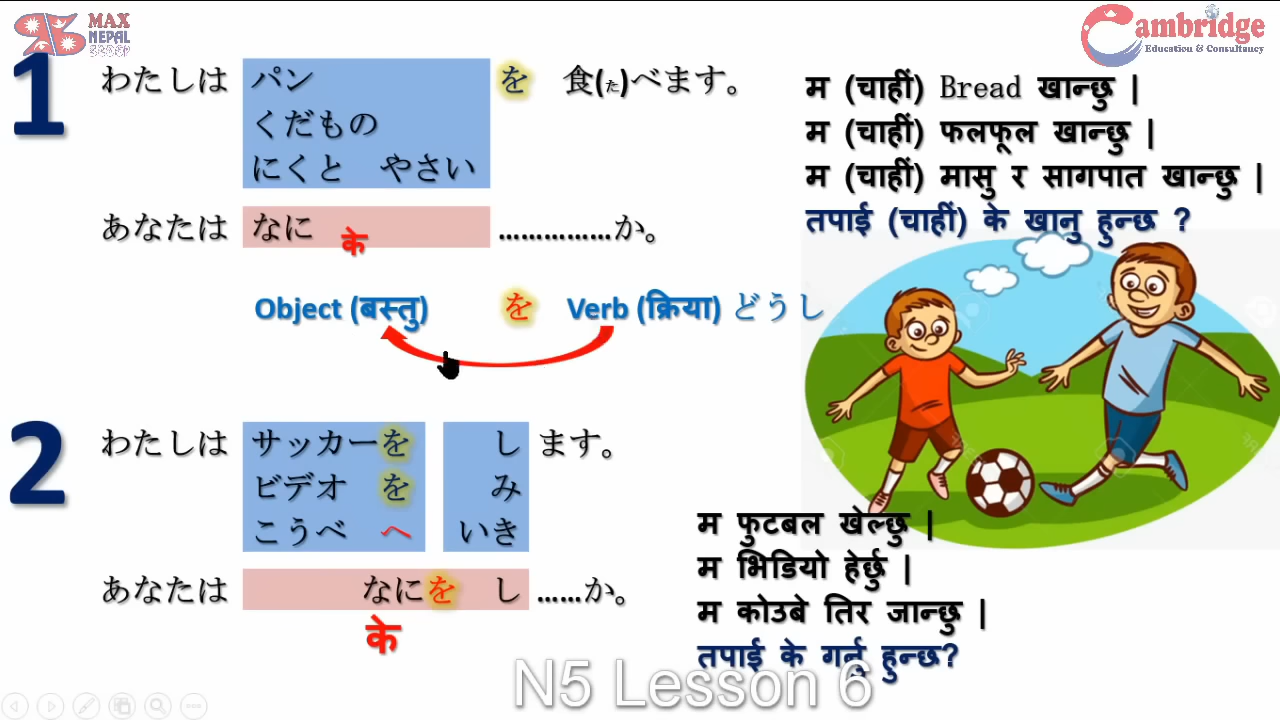 MAX
NEPAL
GROUP
Cambridge
Education & Consultancy
1
わたしは パン を 食(た)べます。
くだもの
にくと やさい
あなたは なに ……………か。
के
म (चाहीं) Bread खान्छु |
म (चाहीं) फलफूल खान्छु |
म (चाहीं) मासु र सागपात खान्छु |
तपाई (चाहीं) के खानु हुन्छ ?
Object (बस्तु) を Verb (क्रिया) どうし
2
わたしは サッカーを し ます。
ビデオ を み
こうべ へ いき
あなたは なにを し ……か。
के
म फुटबल खेल्छु |
म भिडियो हेर्छु |
म कोउबे तिर जान्छु |
तपाई के गर्नु हुन्छ?
N5 Lesson 6